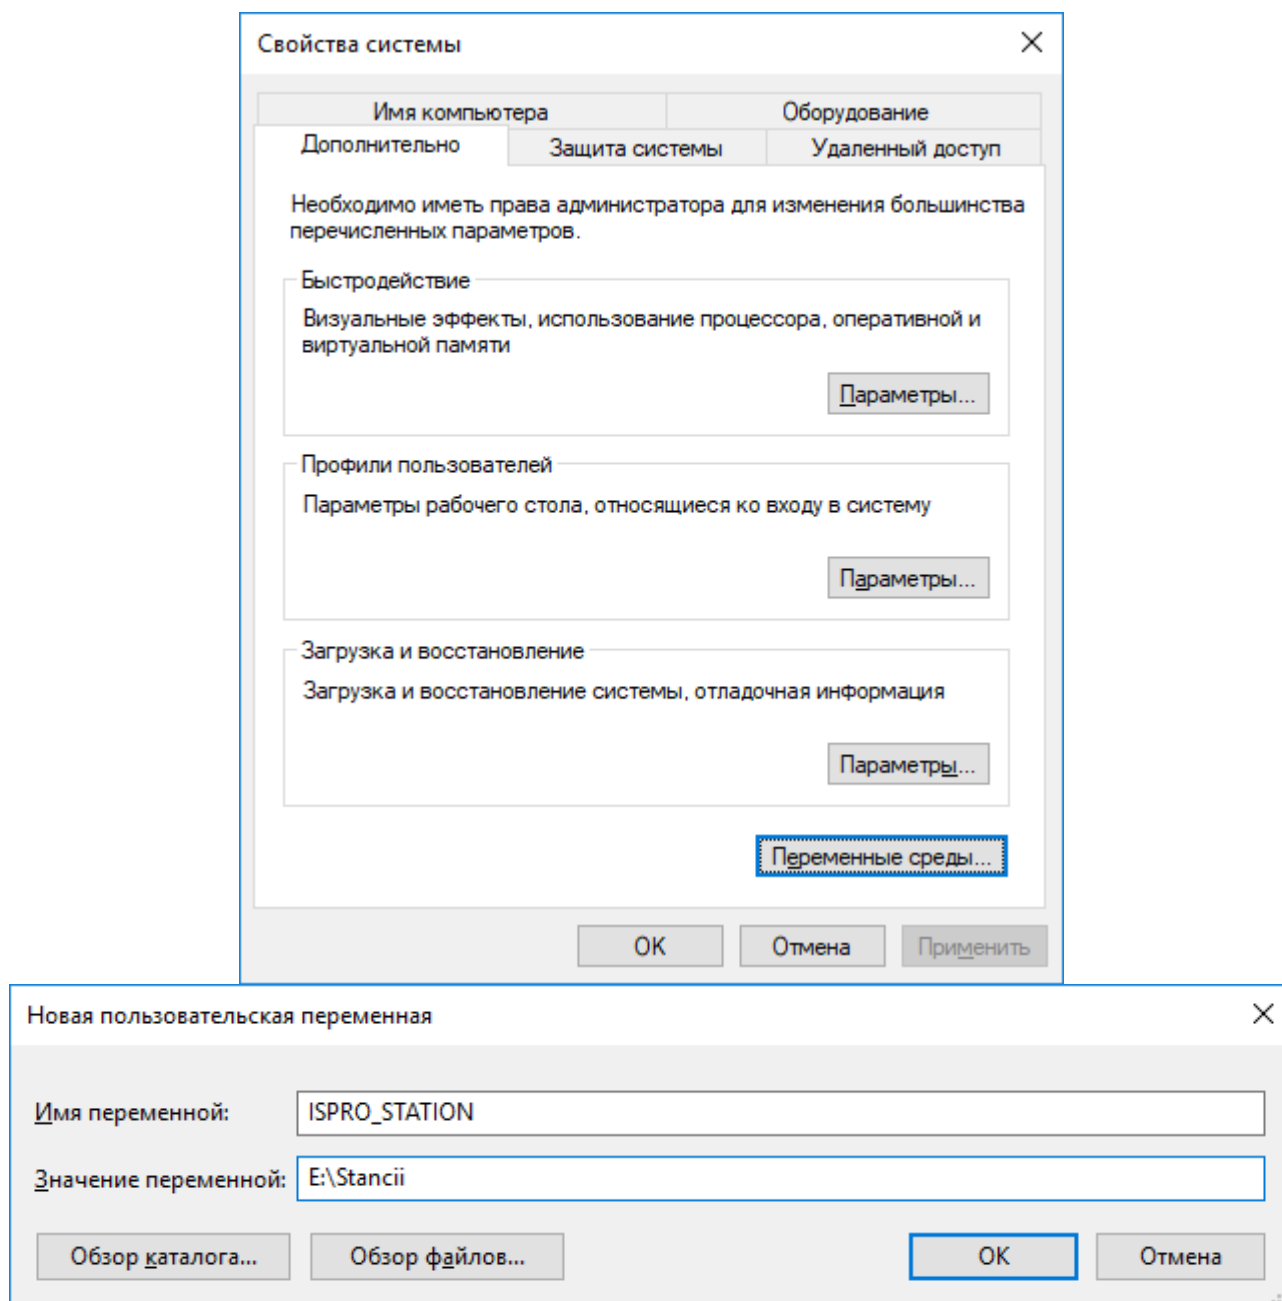 Свойства системы
Имя компьютера
Оборудование
Дополнительно
Защита системы
Удаленный доступ
Необходимо иметь права администратора для изменения большинства
перечисленных параметров.
Быстродействие
Визуальные эффекты, использование процессора, оперативной и
виртуальной памяти
Параметры...
Профили пользователей
Параметры рабочего стола, относящиеся ко входу в систему
Параметры...
Загрузка и восстановление
Загрузка и восстановление системы, отладочная информация
Параметры...
Переменные среды...
ОК
Отмена
Применить
Новая пользовательская переменная
Имя переменной:
ISPRO_STATION
Значение переменной:
E:\Stancii
Обзор каталога...
Обзор файлов...
ОК
Отмена